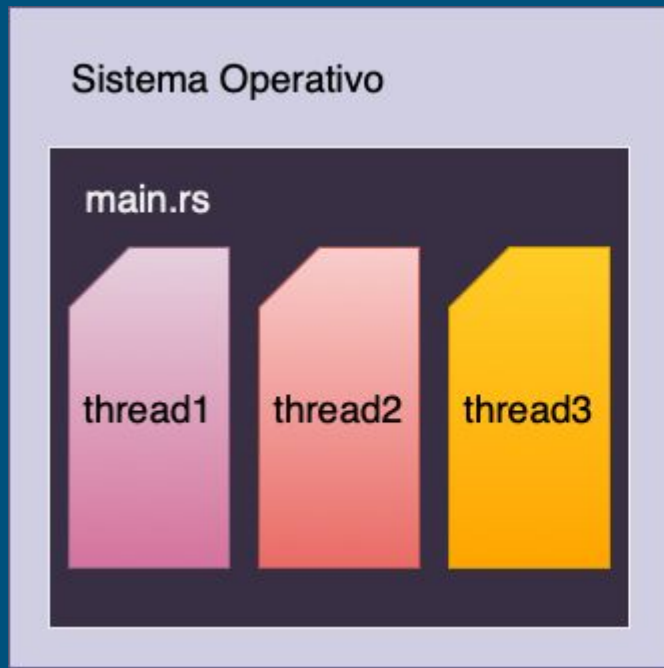 Sistema Operativo
main.rs
thread1
thread2
thread3